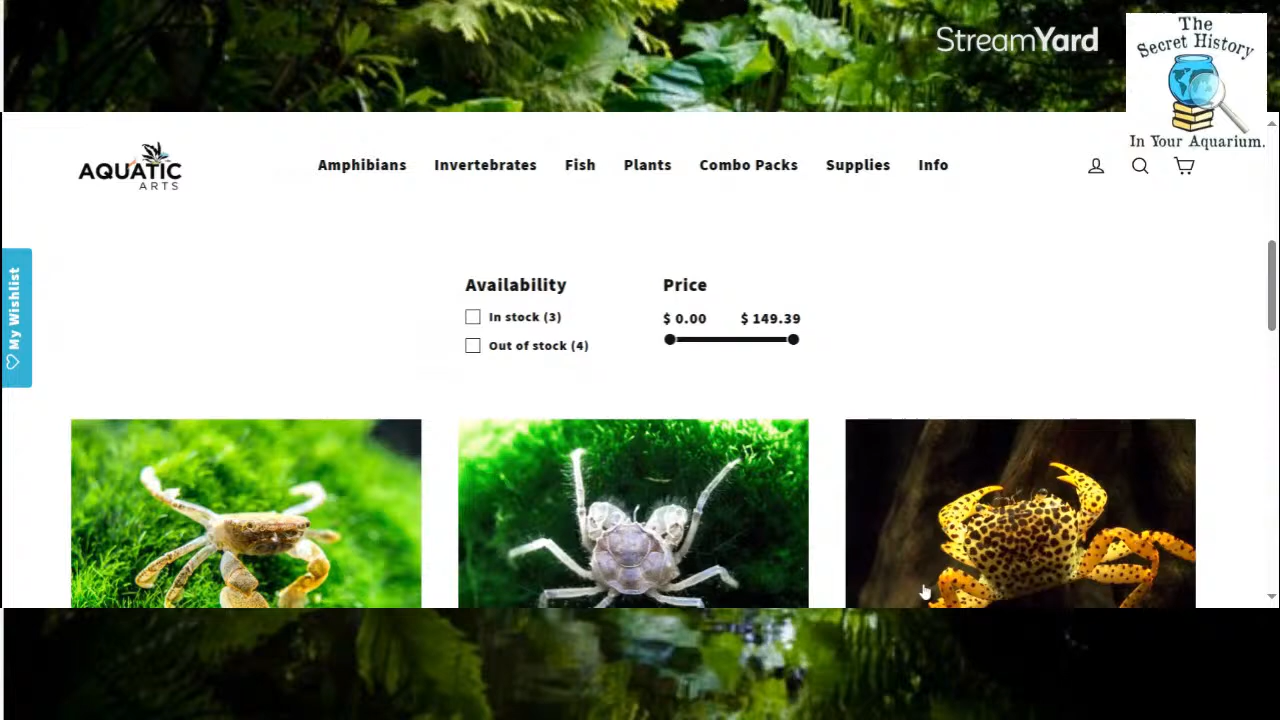 StreamYard
The
Secret History
In Your Aquarium.
AQUATIC
ARTS
Amphibians Invertebrates Fish Plants Combo Packs Supplies Info
My Wishlist
Availability
In stock (3)
Out of stock (4)
Price
$ 0.00 $ 149.39